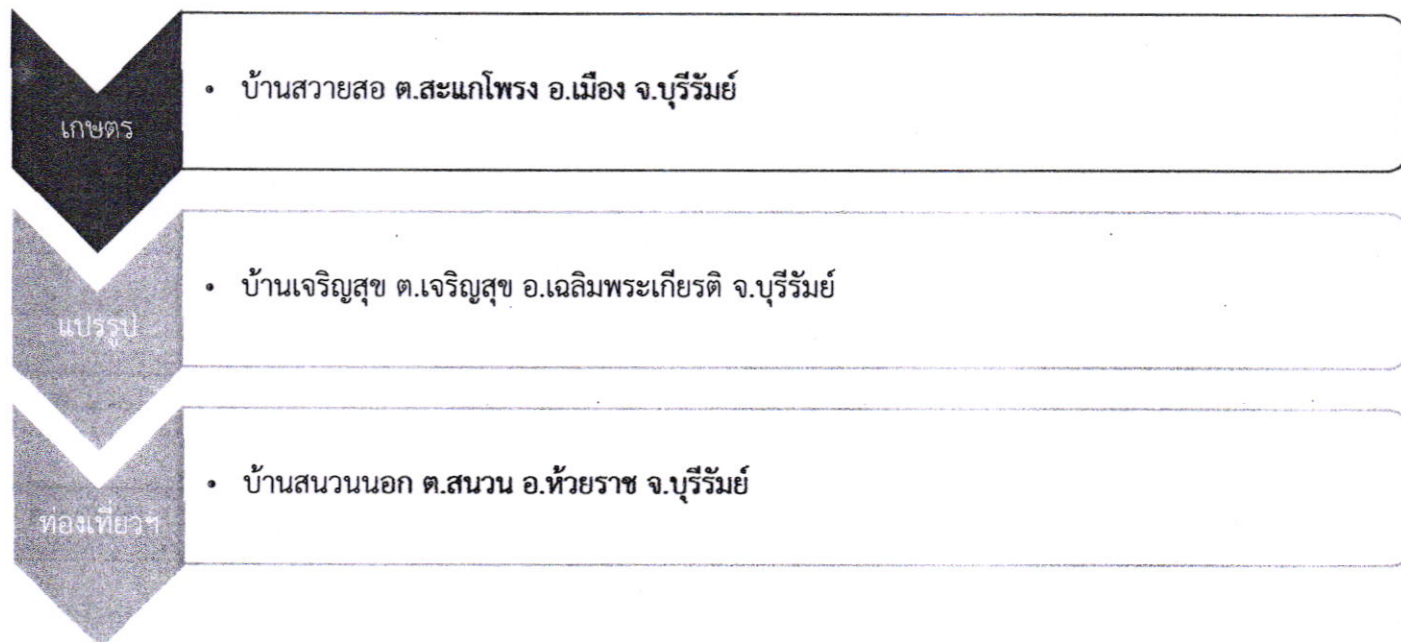 เกษตร
• บ้านสวายสอ ต.สะแกโพรง อ.เมือง จ.บุรีรัมย์
แปรรูป
• บ้านเจริญสุข ต.เจริญสุข อ.เฉลิมพระเกียรติ จ.บุรีรัมย์
ท่องเที่ยวฯ
• บ้านสนวนนอก ต.สนวน อ.ห้วยราช จ.บุรีรัมย์